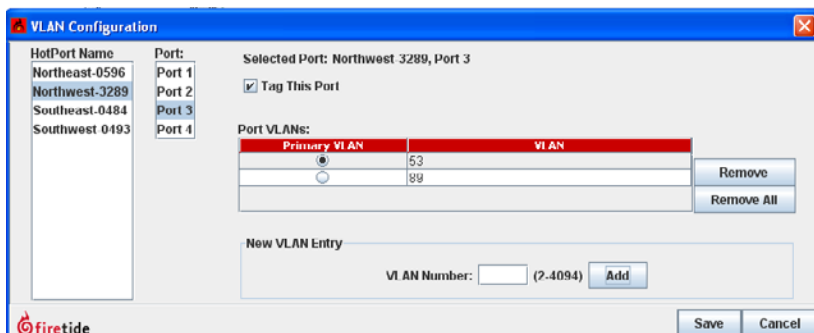 VLAN Configuration
HotPort Name
Northeast-0596
Northwest-3289
Southeast-0484
Southwest-0493
Port:
Port 1
Port 2
Port 3
Port 4
Selected Port: Northwest-3289, Port 3
Tag This Port
Port VLANs:
Primary VLAN VLAN
53
89
Remove
Remove All
New VLAN Entry
VLAN Number: (2-4094) Add
firetide
Save Cancel